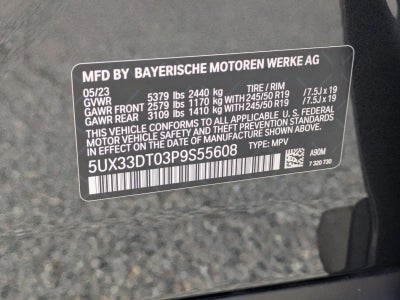 MFD BY BAYERISCHE MOTOREN WERKE AG
05/23
GVWR 5379 lbs 2440 kg TIRE / RIM
GAWR FRONT 2579 lbs 1170 kg WITH 245/50 R19 /7.5J x 19
GAWR REAR 3109 lbs 1410 kg WITH 245/50 R19 /7.5J x 19
THIS VEHICLE CONFORMS TO ALL APPLICABLE U.S. FEDERAL
MOTOR VEHICLE SAFETY, BUMPER, AND THEFT PREVENTION
STANDARDS IN EFFECT ON THE DATE OF MANUFACTURE SHOWN ABOVE.
5UX33DT03P9S55608 TYPE: MPV
A90M
7 320 730